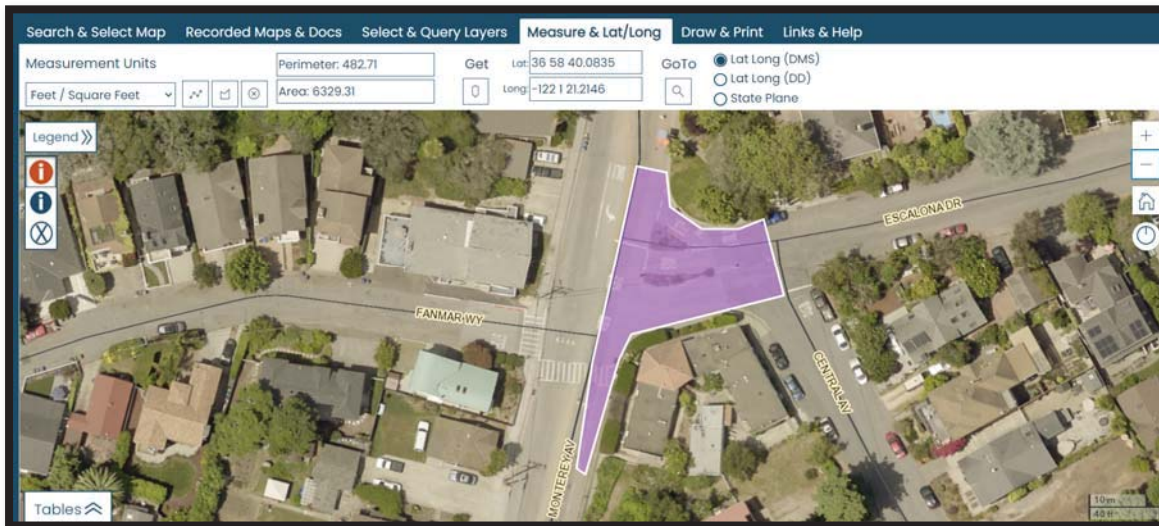 Search & Select Map Recorded Maps & Docs Select & Query Layers Measure & Lat/Long Draw & Print Links & Help
Measurement Units
Feet / Square Feet
Perimeter: 482.71
Area: 6329.31
Get
Lat: 36 58 40.0835
Long: -122 1 21.2146
GoTo
Lat Long (DMS)
Lat Long (DD)
State Plane
Legend
ESCALONA DR
FANMAR WY
CENTRAL AV
MONTEREY AV
Tables
10 m
40 ft